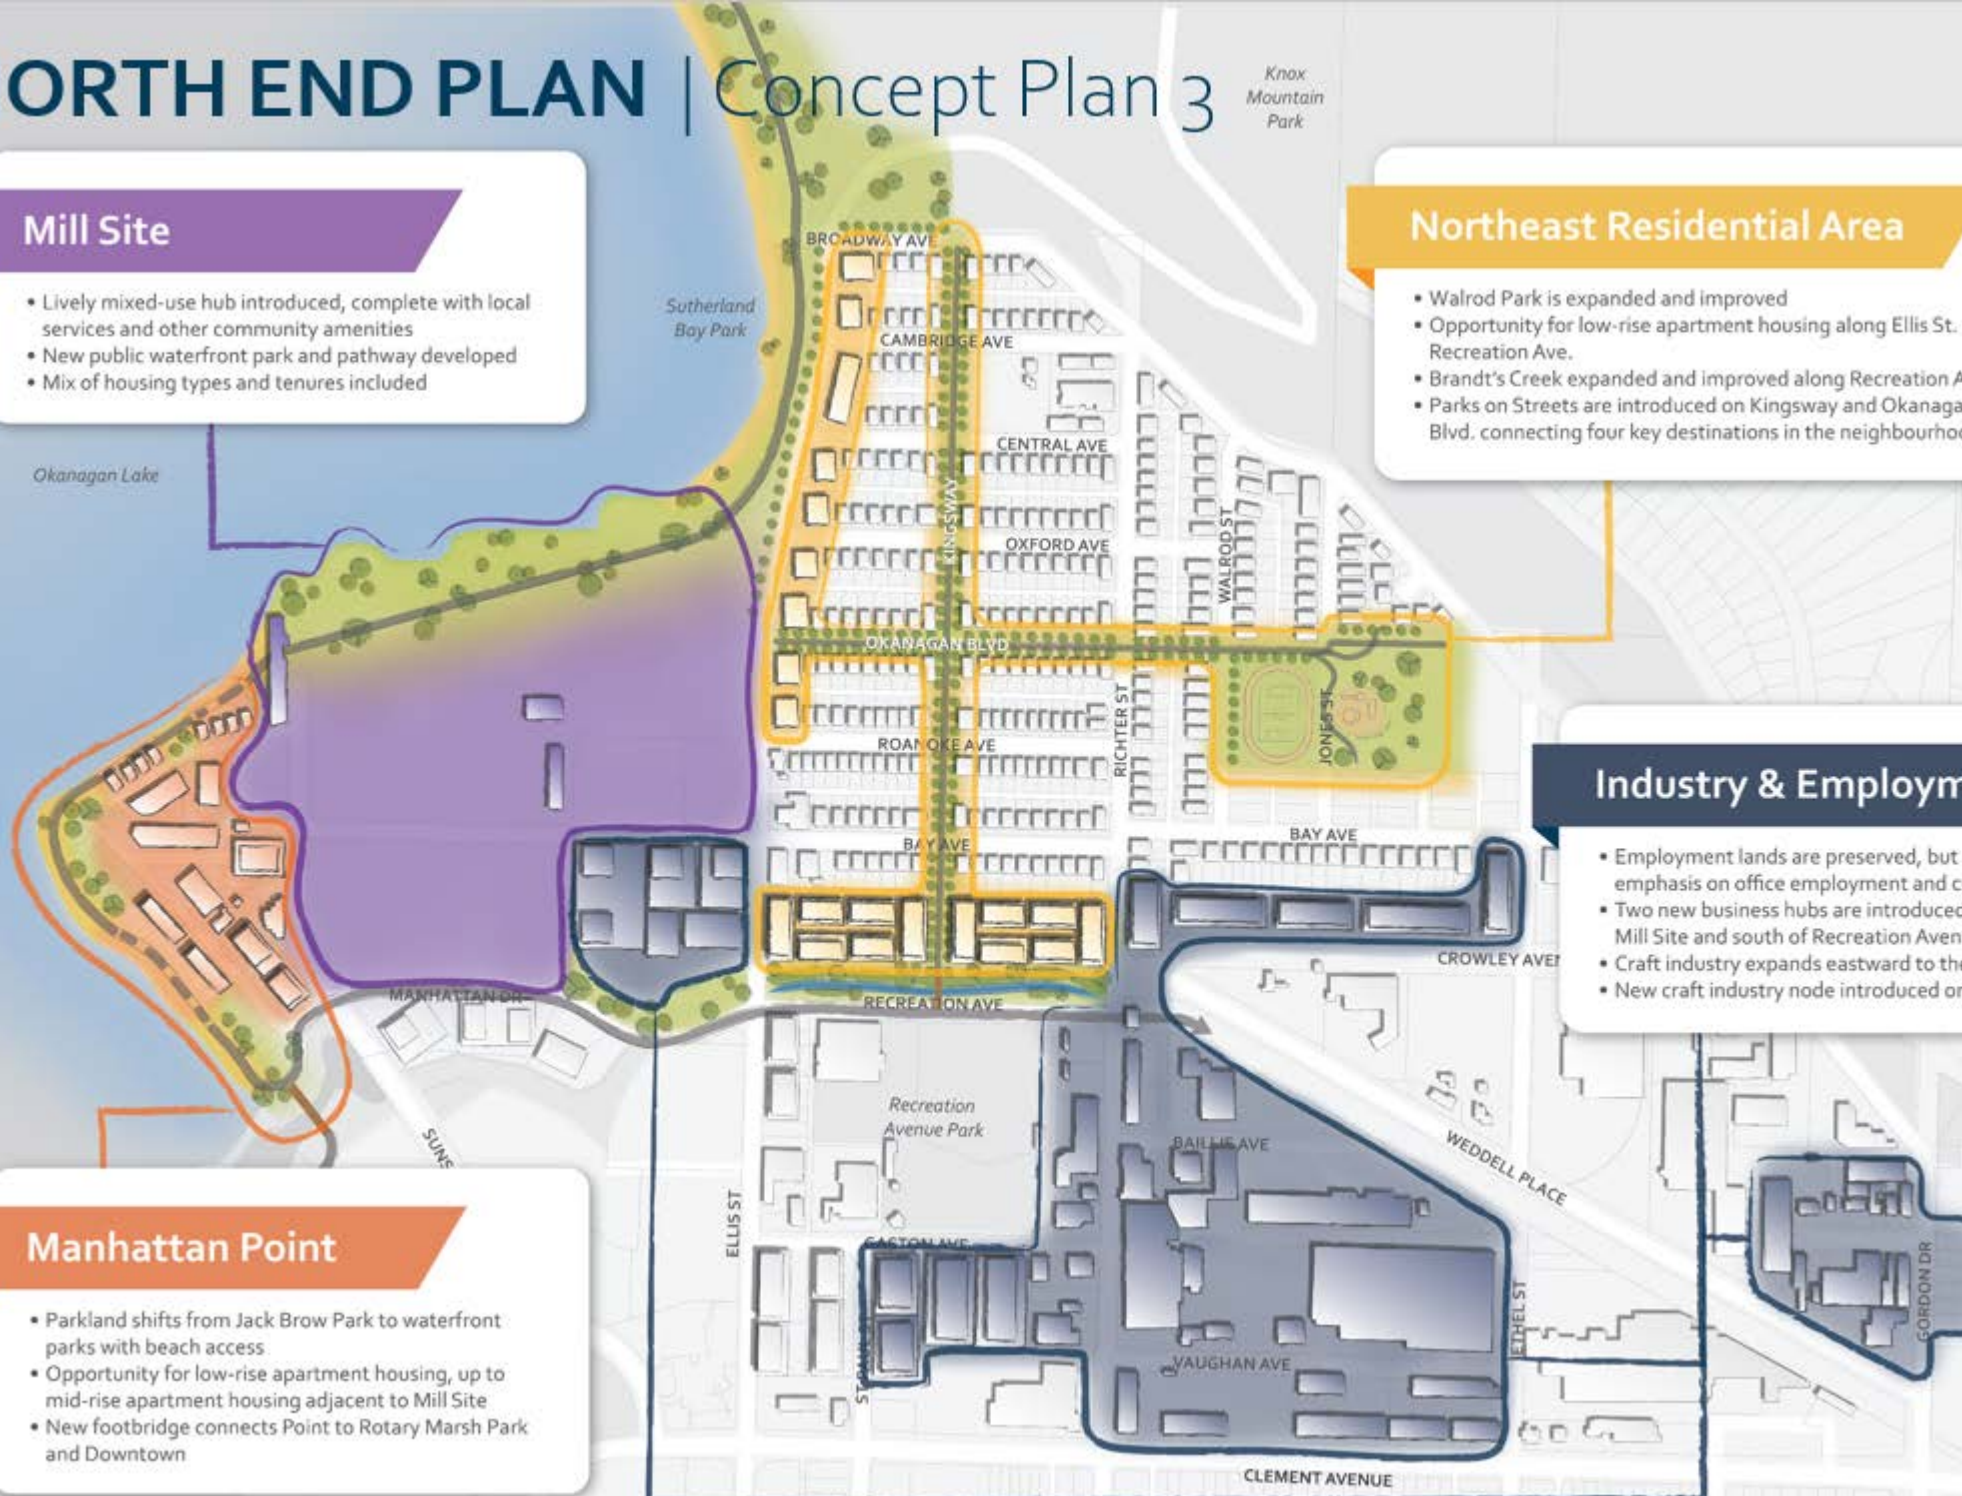 ORTH END PLAN | Concept Plan 3
Knox
Mountain
Park
Mill Site
• Lively mixed-use hub introduced, complete with local
services and other community amenities
• New public waterfront park and pathway developed
• Mix of housing types and tenures included
Northeast Residential Area
• Walrod Park is expanded and improved
• Opportunity for low-rise apartment housing along Ellis St.
Recreation Ave.
• Brandt's Creek expanded and improved along Recreation A
• Parks on Streets are introduced on Kingsway and Okanaga
Blvd. connecting four key destinations in the neighbourhoo
BROADWAY AVE
Sutherland
Bay Park
CAMBRIDGE AVE
CENTRAL AVE
Okanagan Lake
KINGSWAY
OXFORD AVE
WALROD ST
OKANAGAN BLVD
RICHTER ST
JONES ST
ROANOKE AVE
BAY AVE
BAY AVE
Industry & Employm
• Employment lands are preserved, but
emphasis on office employment and c
• Two new business hubs are introduced
Mill Site and south of Recreation Aven
• Craft industry expands eastward to the
• New craft industry node introduced or
CROWLEY AVEN
MANHATTAN DR
RECREATION AVE
Recreation
Avenue Park
SUNS
BAILLIE AVE
WEDDELL PLACE
ELLIS ST
GASTON AVE
ETHEL ST
GORDON DR
VAUGHAN AVE
CLEMENT AVENUE
Manhattan Point
• Parkland shifts from Jack Brow Park to waterfront
parks with beach access
• Opportunity for low-rise apartment housing, up to
mid-rise apartment housing adjacent to Mill Site
• New footbridge connects Point to Rotary Marsh Park
and Downtown